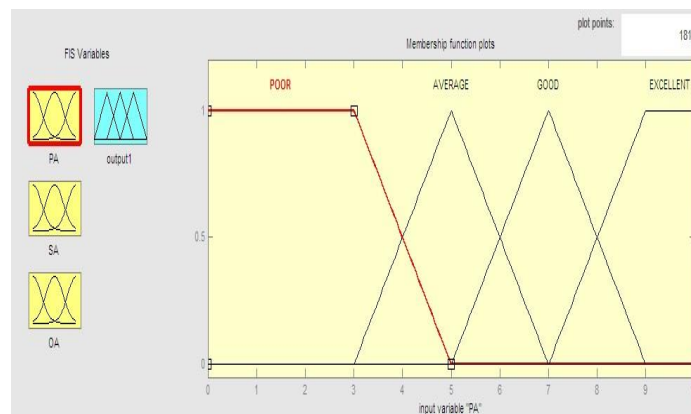 plot points: 181
FIS Variables
Membership function plots
POOR AVERAGE GOOD EXCELLENT
PA output1
SA
OA
1
0.5
0
0 1 2 3 4 5 6 7 8 9
input variable "PA"